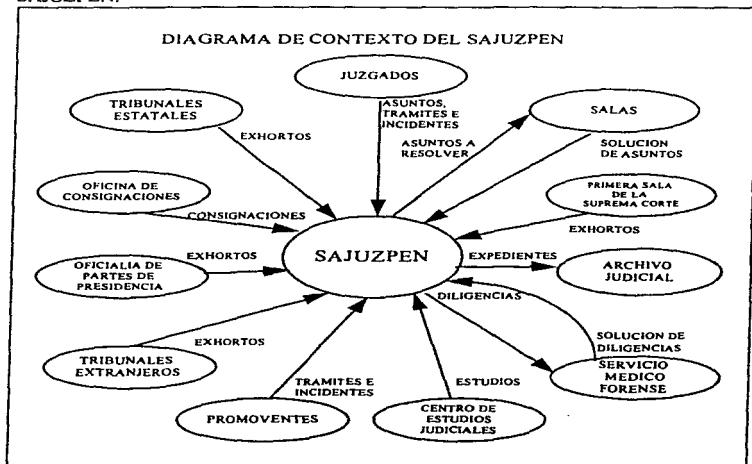 DIAGRAMA DE CONTEXTO DEL SAJUZPEN
JUZGADOS
TRIBUNALES
ESTATALES
ASUNTOS,
TRAMITES E
INCIDENTES
SALAS
EXHORTOS
ASUNTOS A
RESOLVER
SOLUCION
DE ASUNTOS
OFICINA DE
CONSIGNACIONES
CONSIGNACIONES
PRIMERA SALA
DE LA
SUPREMA CORTE
EXHORTOS
SAJUZPEN
OFICIALIA DE
PARTES DE
PRESIDENCIA
EXHORTOS
EXPEDIENTES
ARCHIVO
JUDICIAL
DILIGENCIAS
EXHORTOS
TRIBUNALES
EXTRANJEROS
SOLUCION DE
DILIGENCIAS
SERVICIO
MEDICO
FORENSE
TRAMITES E
INCIDENTES
ESTUDIOS
PROMOVENTES
CENTRO DE
ESTUDIOS
JUDICIALES